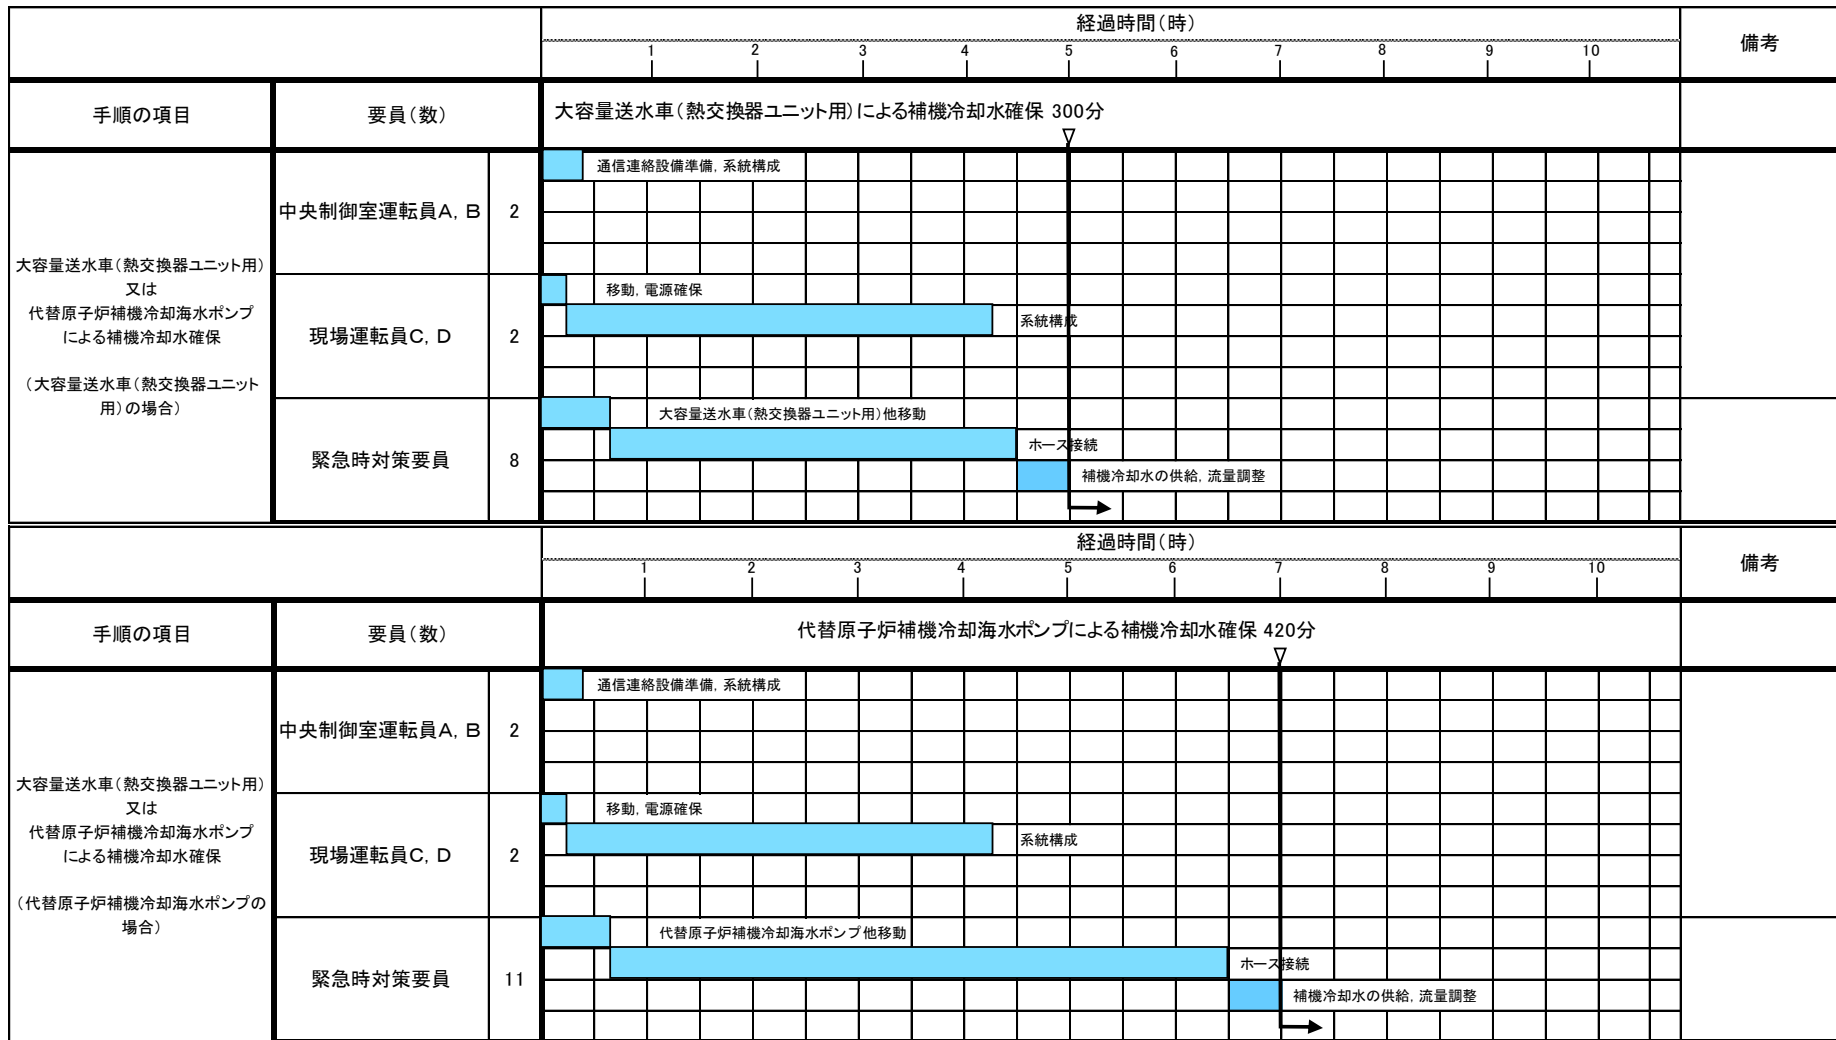 経過時間(時)
備考
1 2 3 4 5 6 7 8 9 10
手順の項目
要員(数)
大容量送水車(熱交換器ユニット用)による補機冷却水確保 300分
大容量送水車(熱交換器ユニット用)
又は
代替原子炉補機冷却海水ポンプ
による補機冷却水確保
(大容量送水車(熱交換器ユニット
用)の場合)
中央制御室運転員A, B
2
通信連絡設備準備, 系統構成
現場運転員C, D
2
移動, 電源確保
系統構成
緊急時対策要員
8
大容量送水車(熱交換器ユニット用)他移動
ホース接続
補機冷却水の供給, 流量調整
経過時間(時)
備考
1 2 3 4 5 6 7 8 9 10
手順の項目
要員(数)
代替原子炉補機冷却海水ポンプによる補機冷却水確保 420分
大容量送水車(熱交換器ユニット用)
又は
代替原子炉補機冷却海水ポンプ
による補機冷却水確保
(代替原子炉補機冷却海水ポンプの
場合)
中央制御室運転員A, B
2
通信連絡設備準備, 系統構成
現場運転員C, D
2
移動, 電源確保
系統構成
緊急時対策要員
11
代替原子炉補機冷却海水ポンプ他移動
ホース接続
補機冷却水の供給, 流量調整